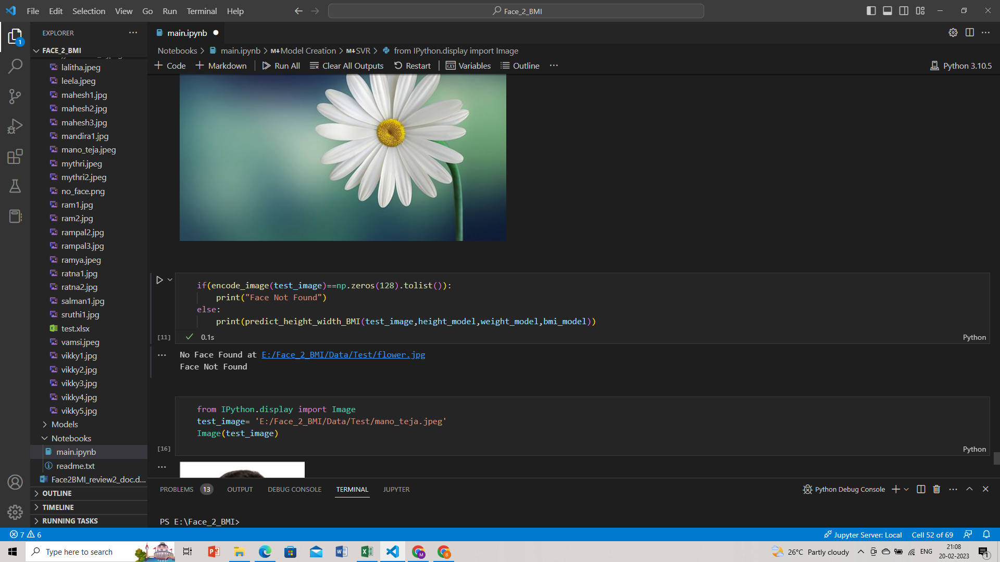 File Edit Selection View Go Run Terminal Help
Face_2_BMI
EXPLORER
main.ipynb
FACE_2_BMI
Notebooks > main.ipynb > M↓Model Creation > M↓SVR > from IPython.display import Image
+ Code + Markdown Run All Clear All Outputs Restart Variables Outline ... Python 3.10.5
lalitha.jpeg
leela.jpeg
mahesh1.jpg
mahesh2.jpg
mahesh3.jpg
mandira1.jpg
mano_teja.jpeg
mythri.jpeg
mythri2.jpeg
no_face.png
ram1.jpg
ram2.jpg
rampal2.jpg
rampal3.jpg
ramya.jpeg
ratna1.jpg
ratna2.jpg
salman1.jpg
sruthi1.jpg
test.xlsx
vamsi.jpeg
vikky1.jpg
vikky2.jpg
vikky3.jpg
vikky4.jpg
vikky5.jpg
Models
Notebooks
main.ipynb
readme.txt
Face2BMI_review2_doc.d...
OUTLINE
TIMELINE
RUNNING TASKS
1
if(encode_image(test_image)==np.zeros(128).tolist()):
print("Face Not Found")
else:
print(predict_height_width_BMI(test_image,height_model,weight_model,bmi_model))
[11] 0.1s Python
No Face Found at E:/Face_2_BMI/Data/Test/flower.jpg
Face Not Found
from IPython.display import Image
test_image= 'E:/Face_2_BMI/Data/Test/mano_teja.jpeg'
Image(test_image)
[16] Python
PROBLEMS 13 OUTPUT DEBUG CONSOLE TERMINAL JUPYTER Python Debug Console
PS E:\Face_2_BMI>
7 6 Jupyter Server: Local Cell 52 of 69
Type here to search
26°C Partly cloudy ENG
21:08
20-02-2023
1